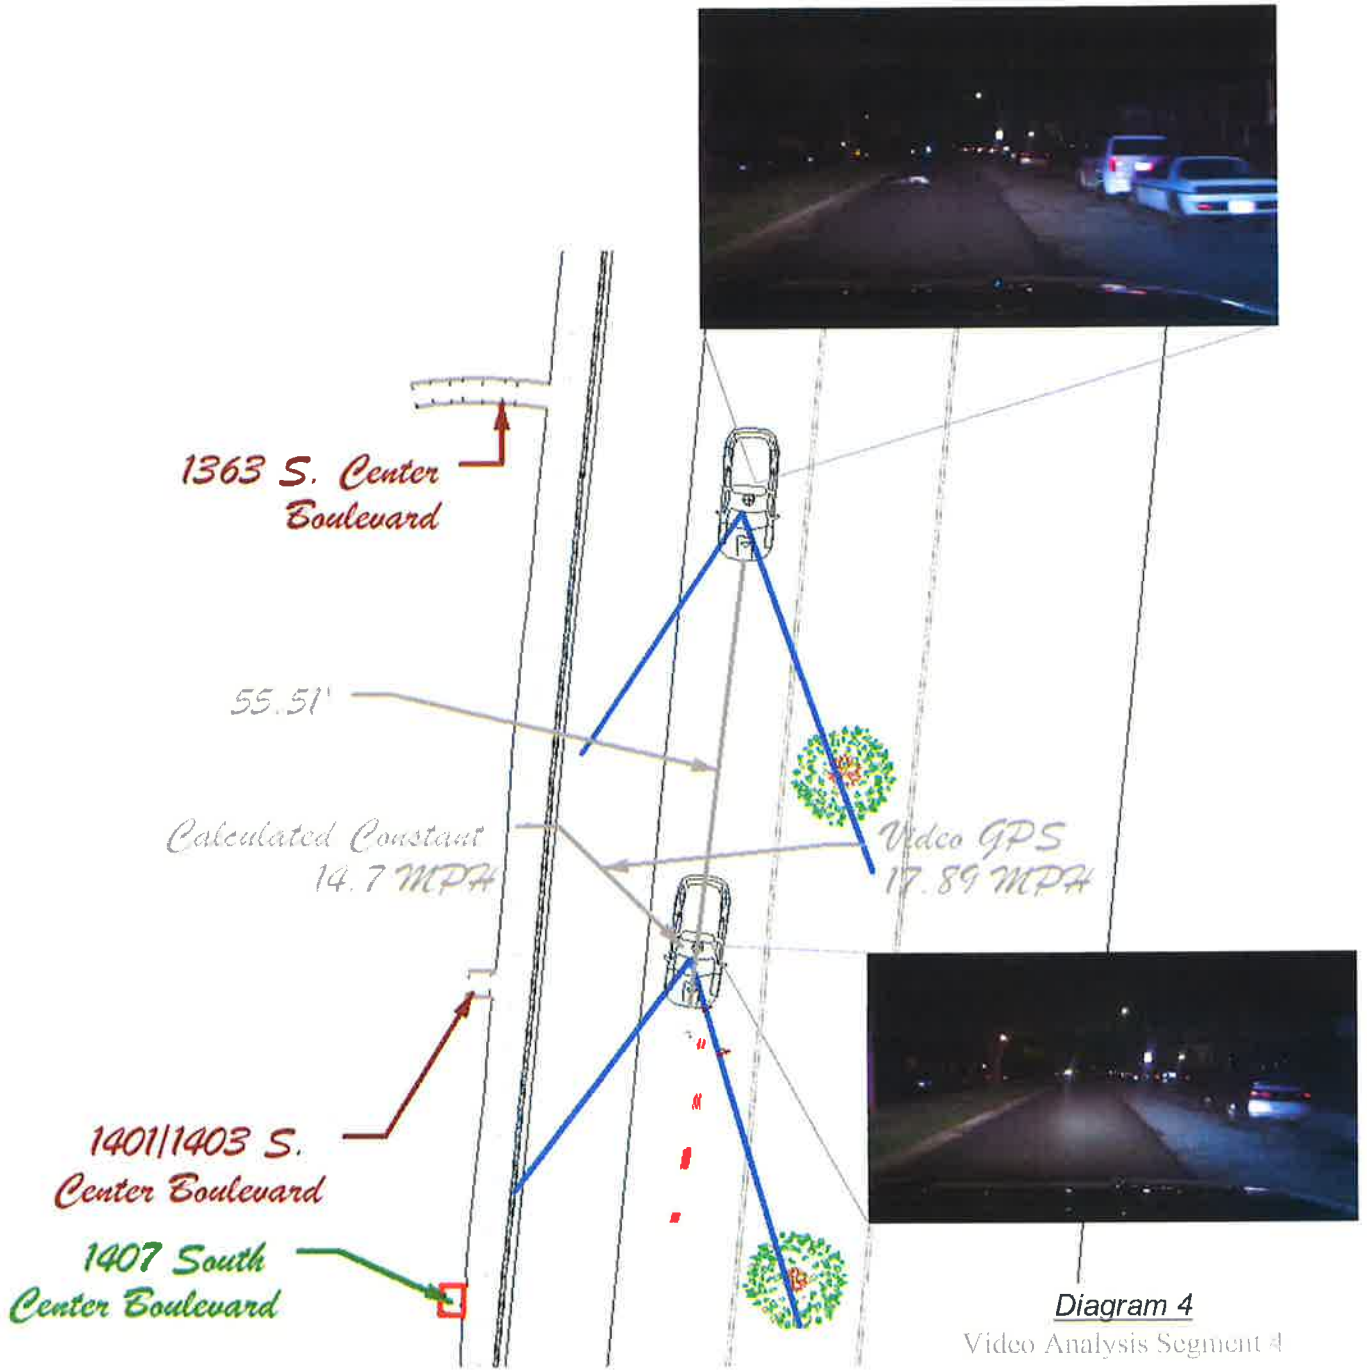 1363 S. Center
Boulevard
55.51'
Calculated Constant
14.7 MPH
Video GPS
17.89 MPH
1401/1403 S.
Center Boulevard
1407 South
Center Boulevard
Diagram 4
Video Analysis Segment 4